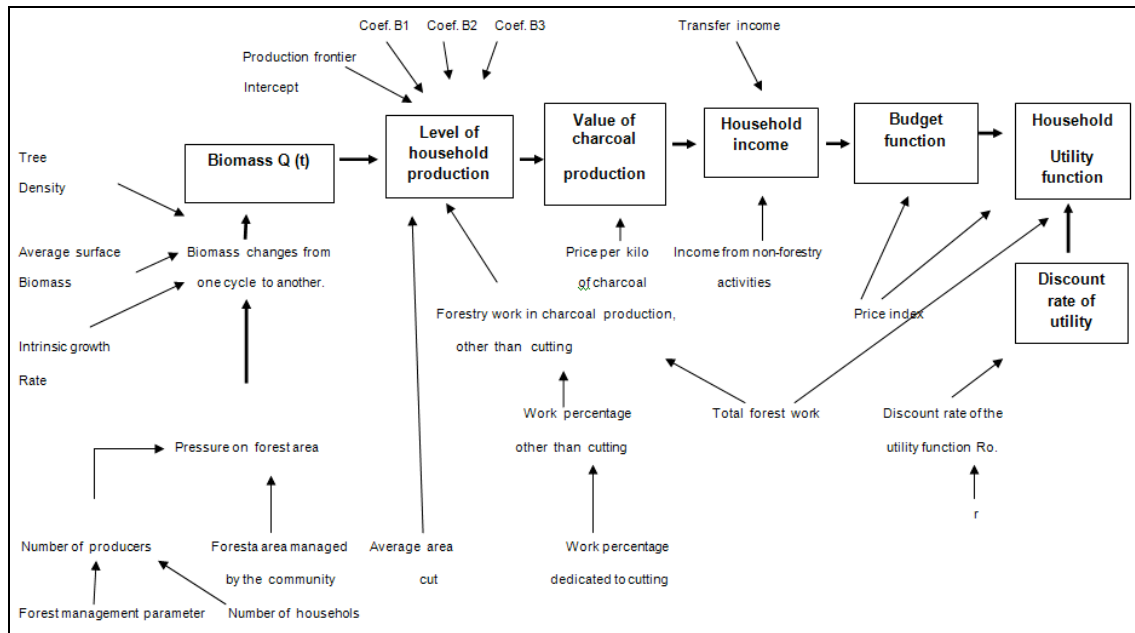 Coef. B1
Coef. B2
Coef. B3
Transfer income
Production frontier
Intercept
Tree
Density
Biomass Q (t)
Level of
household
production
Value of
charcoal
production
Household
income
Budget
function
Household
Utility
function
Average surface
Biomass
Biomass changes from
one cycle to another.
Price per kilo
of charcoal
Income from non-forestry
activities
Price index
Discount
rate of
utility
Intrinsic growth
Rate
Forestry work in charcoal production,
other than cutting
Work percentage
other than cutting
Total forest work
Discount rate of the
utility function Ro.
Pressure on forest area
r
Number of producers
Foresta area managed
by the community
Average area
cut
Work percentage
dedicated to cutting
Forest management parameter
Number of househols